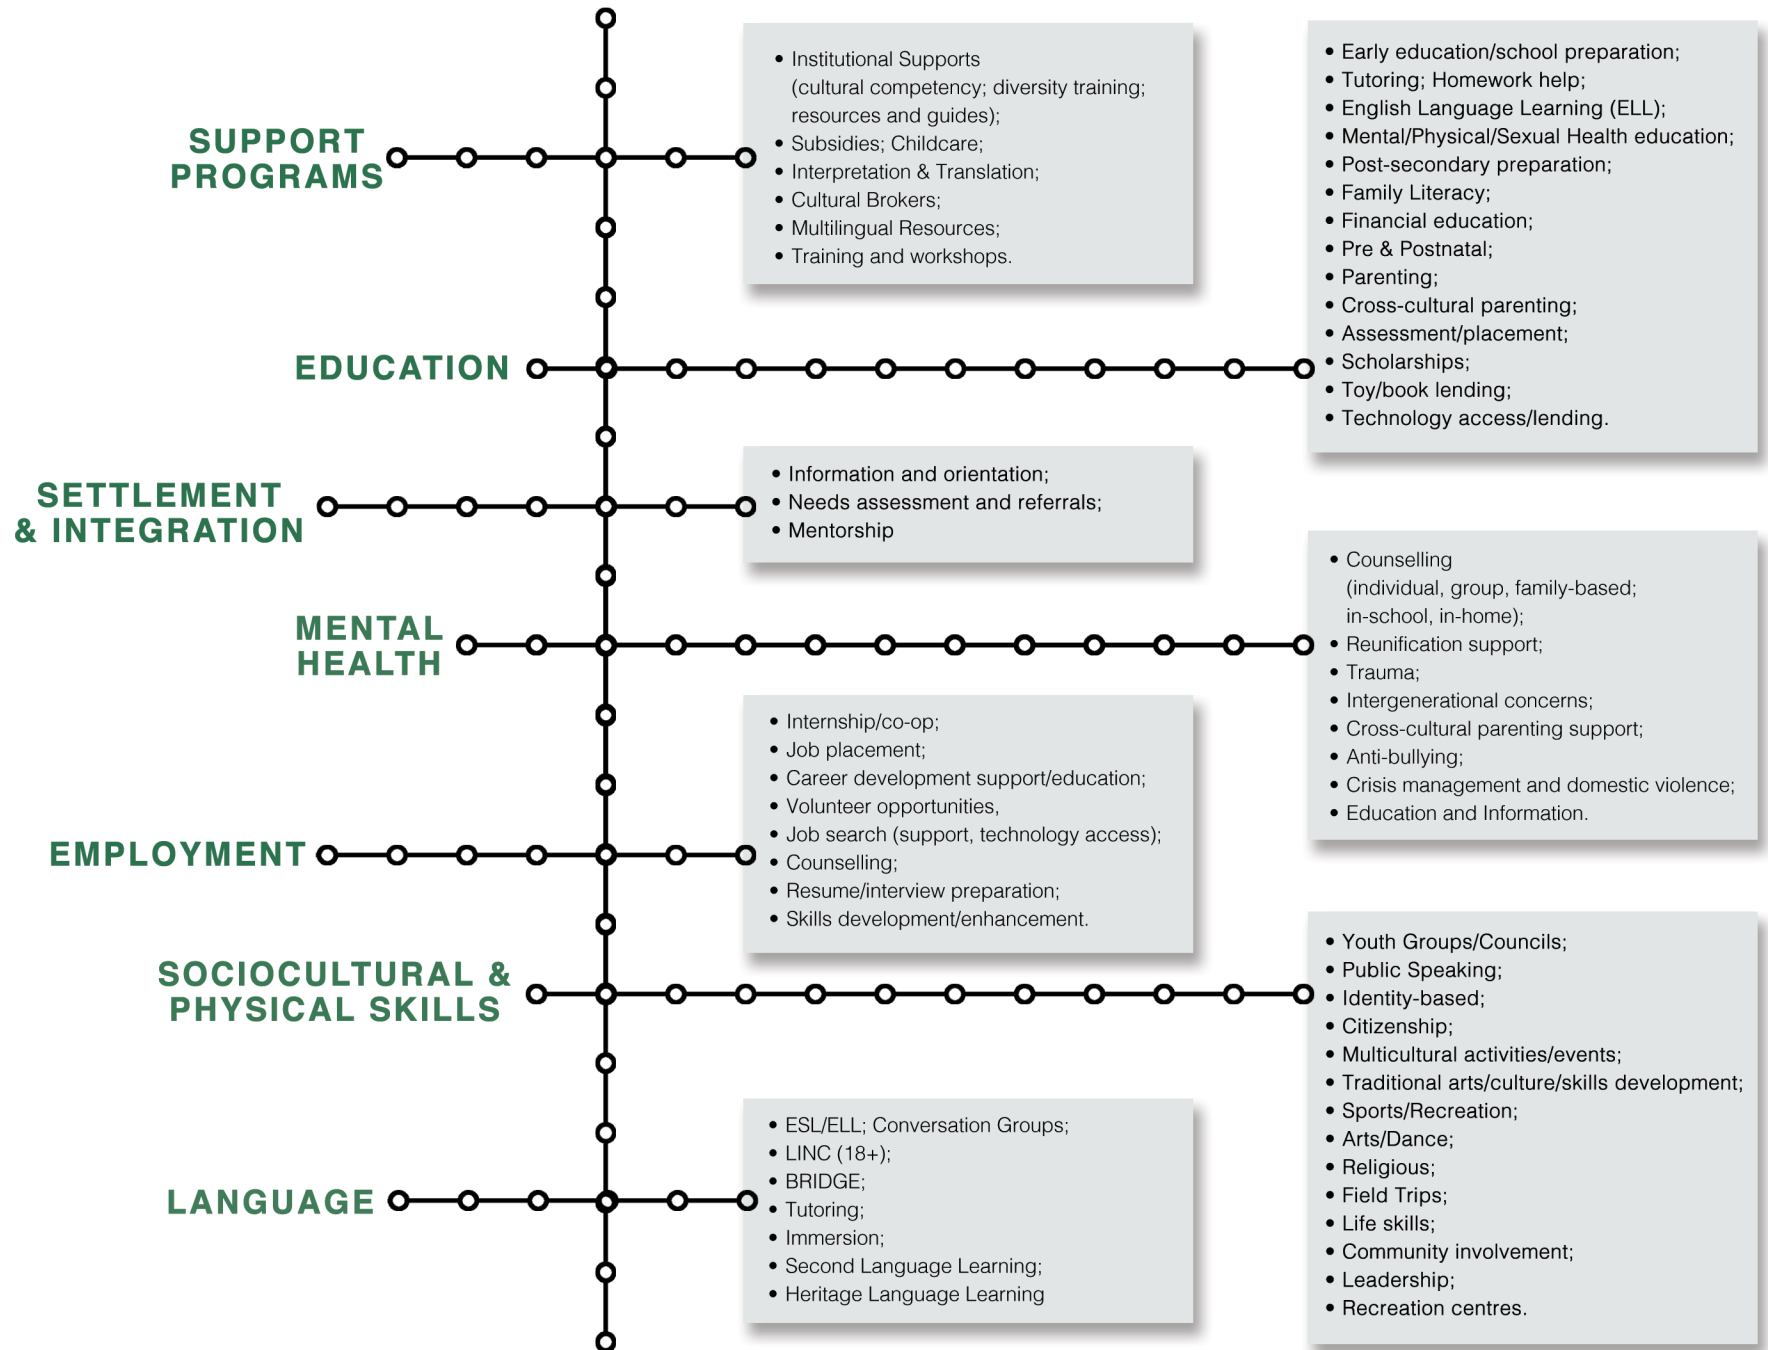 SUPPORT
PROGRAMS
• Institutional Supports
(cultural competency; diversity training;
resources and guides);
• Subsidies; Childcare;
• Interpretation & Translation;
• Cultural Brokers;
• Multilingual Resources;
• Training and workshops.
EDUCATION
• Early education/school preparation;
• Tutoring; Homework help;
• English Language Learning (ELL);
• Mental/Physical/Sexual Health education;
• Post-secondary preparation;
• Family Literacy;
• Financial education;
• Pre & Postnatal;
• Parenting;
• Cross-cultural parenting;
• Assessment/placement;
• Scholarships;
• Toy/book lending;
• Technology access/lending.
SETTLEMENT
& INTEGRATION
• Information and orientation;
• Needs assessment and referrals;
• Mentorship
MENTAL
HEALTH
• Counselling
(individual, group, family-based;
in-school, in-home);
• Reunification support;
• Trauma;
• Intergenerational concerns;
• Cross-cultural parenting support;
• Anti-bullying;
• Crisis management and domestic violence;
• Education and Information.
EMPLOYMENT
• Internship/co-op;
• Job placement;
• Career development support/education;
• Volunteer opportunities,
• Job search (support, technology access);
• Counselling;
• Resume/interview preparation;
• Skills development/enhancement.
SOCIOCULTURAL &
PHYSICAL SKILLS
• Youth Groups/Councils;
• Public Speaking;
• Identity-based;
• Citizenship;
• Multicultural activities/events;
• Traditional arts/culture/skills development;
• Sports/Recreation;
• Arts/Dance;
• Religious;
• Field Trips;
• Life skills;
• Community involvement;
• Leadership;
• Recreation centres.
LANGUAGE
• ESL/ELL; Conversation Groups;
• LINC (18+);
• BRIDGE;
• Tutoring;
• Immersion;
• Second Language Learning;
• Heritage Language Learning